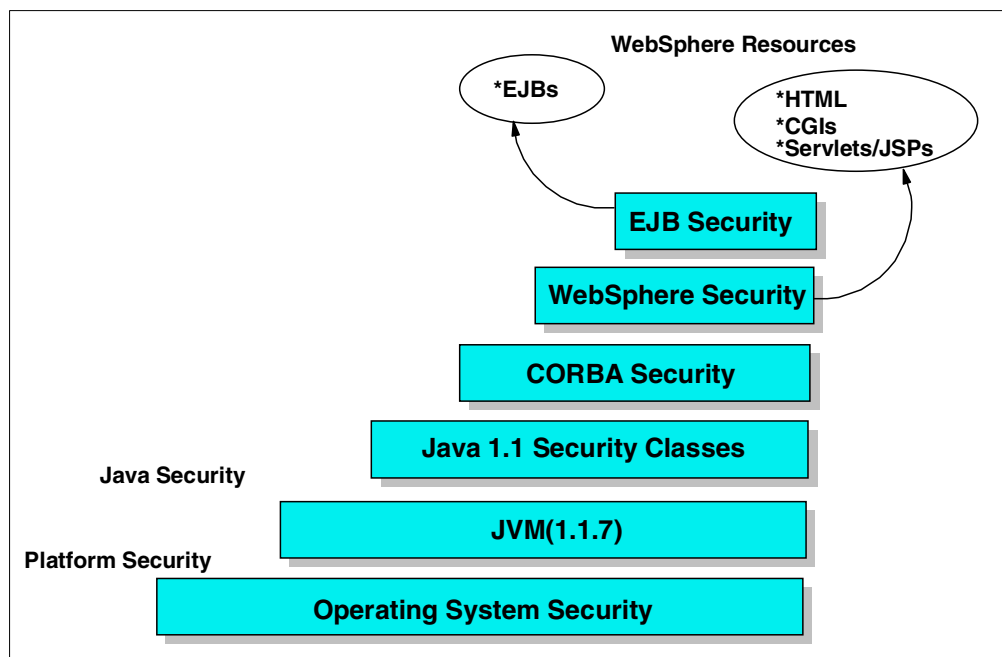 WebSphere Resources
*EJBs
*HTML
*CGIs
*Servlets/JSPs
EJB Security
WebSphere Security
CORBA Security
Java 1.1 Security Classes
Java Security
JVM(1.1.7)
Platform Security
Operating System Security